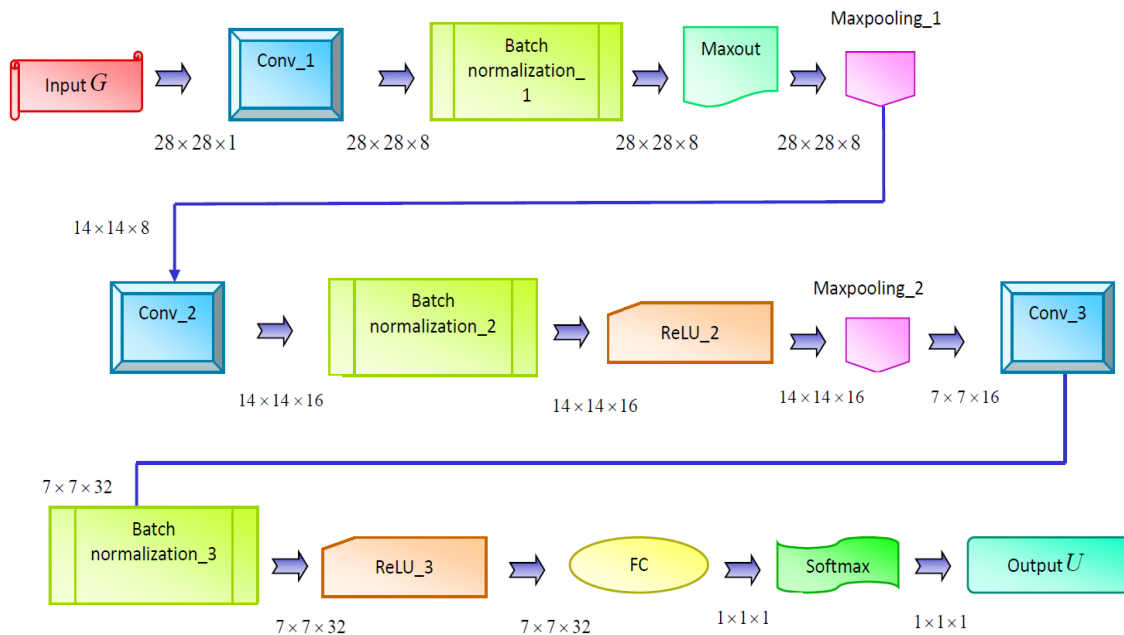 Maxpooling_1
Input G
Conv_1
Batch
normalization_
1
Maxout
28 × 28 × 1
28 × 28 × 8
28 × 28 × 8
28 × 28 × 8
14 × 14 × 8
Conv_2
Batch
normalization_2
ReLU_2
Maxpooling_2
Conv_3
14 × 14 × 16
14 × 14 × 16
14 × 14 × 16
7 × 7 × 16
7 × 7 × 32
Batch
normalization_3
ReLU_3
FC
Softmax
Output U
7 × 7 × 32
7 × 7 × 32
1 × 1 × 1
1 × 1 × 1